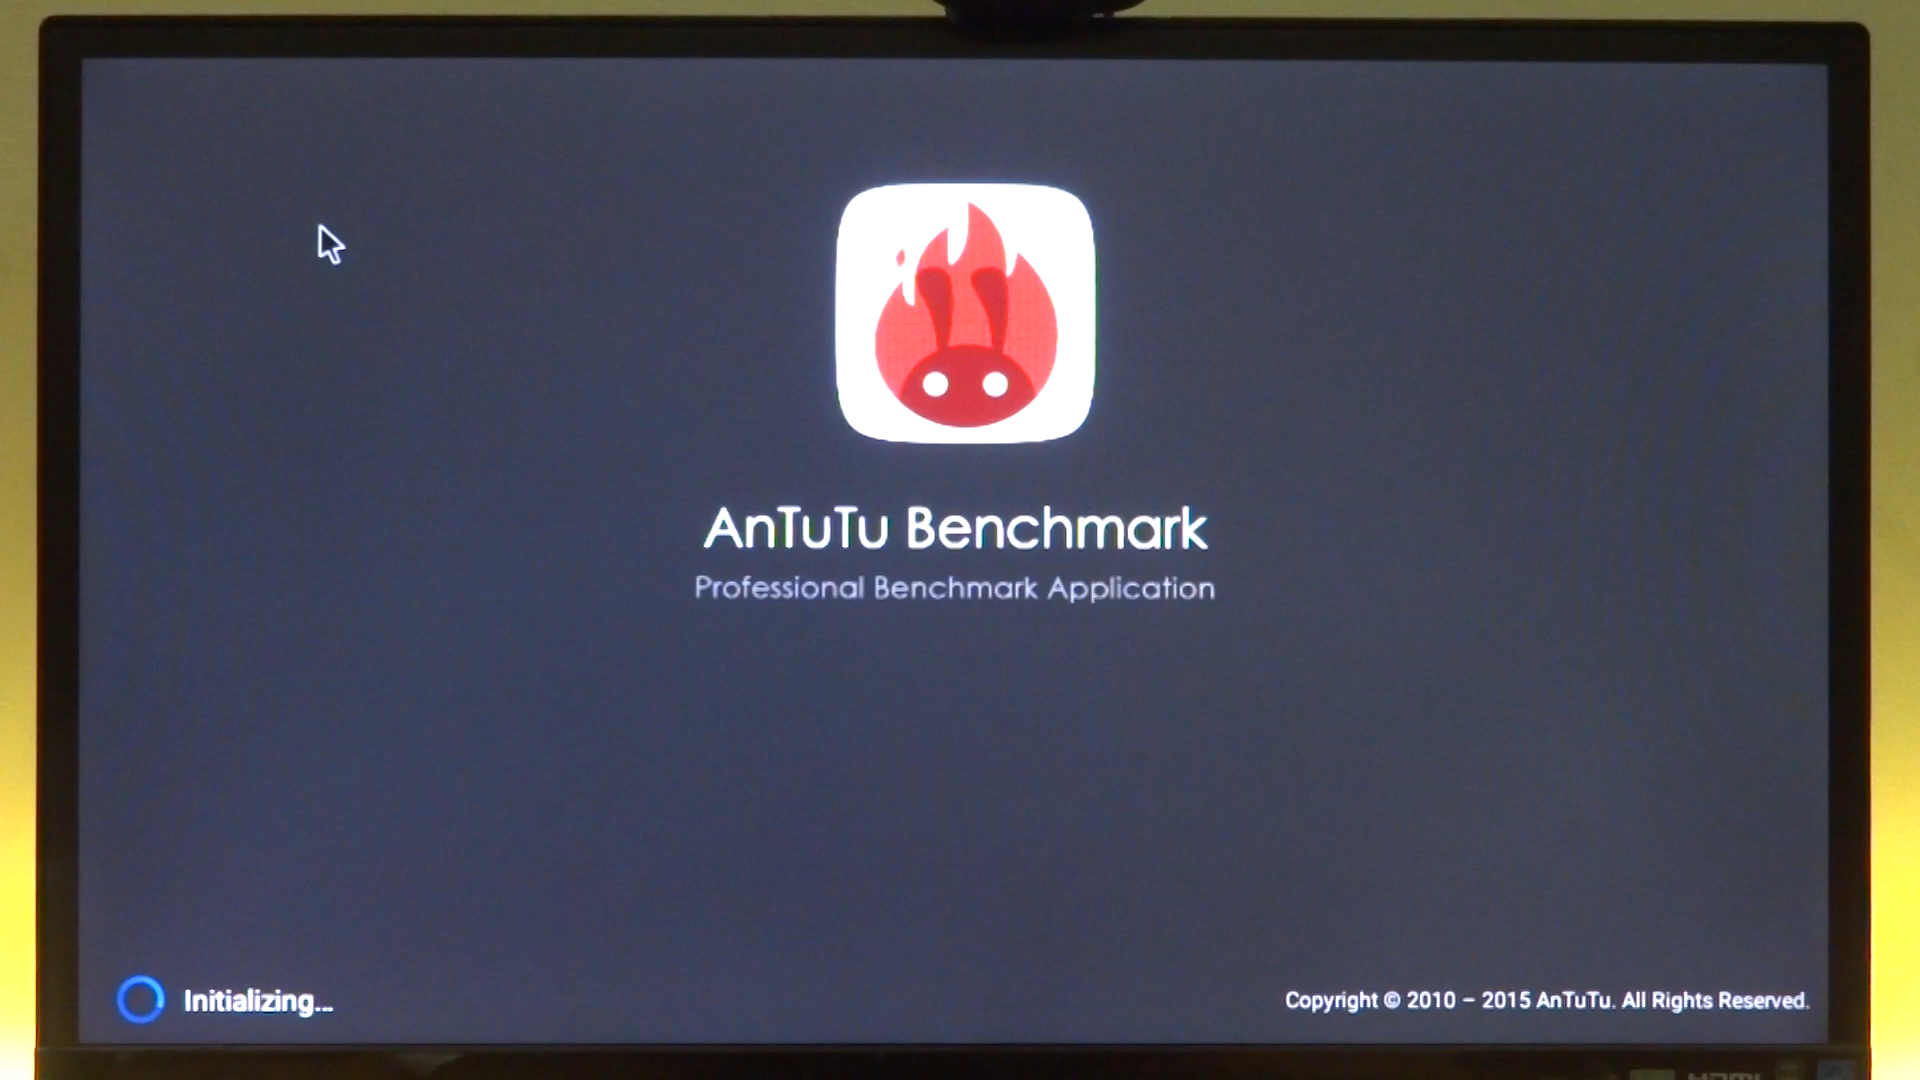 AnTuTu Benchmark
Professional Benchmark Application
Initializing...
Copyright © 2010 – 2015 AnTuTu. All Rights Reserved.